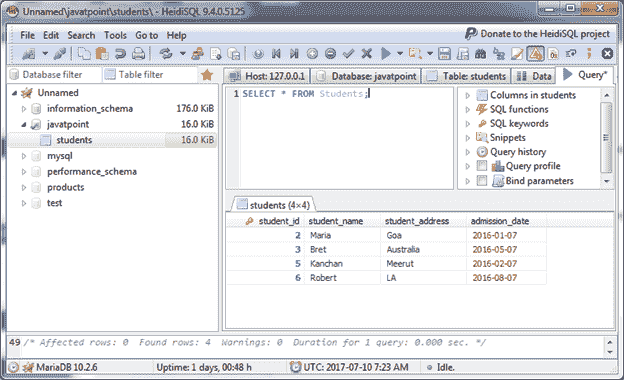 Unnamed\javatpoint\students\ - HeidiSQL 9.4.0.5125
File Edit Search Tools Go to Help
Donate to the HeidiSQL project
Database filter Table filter
Host: 127.0.0.1 Database: javatpoint Table: students Data Query*
Unnamed
information_schema 176.0 KiB
javatpoint 16.0 KiB
students 16.0 KiB
mysql
performance_schema
products
test
1 SELECT * FROM Students;
Columns in students
SQL functions
SQL keywords
Snippets
Query history
Query profile
Bind parameters
students (4×4)
student_id student_name student_address admission_date
2 Maria Goa 2016-01-07
3 Bret Australia 2016-05-07
5 Kanchan Meerut 2016-02-07
6 Robert LA 2016-08-07
49 /* Affected rows: 0 Found rows: 4 Warnings: 0 Duration for 1 query: 0.000 sec. */
MariaDB 10.2.6 Uptime: 1 days, 00:48 h UTC: 2017-07-10 7:23 AM Idle.